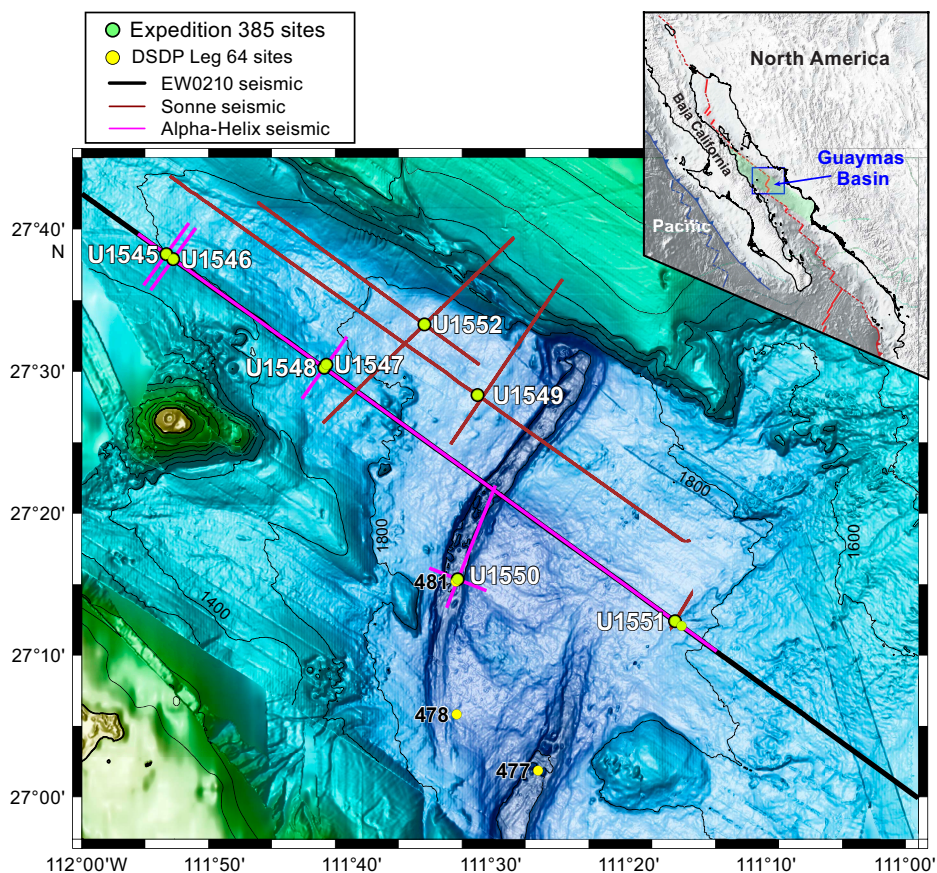 Expedition 385 sites
DSDP Leg 64 sites
EW0210 seismic
Sonne seismic
Alpha-Helix seismic
North America
Baja California
Guaymas
Basin
Pacific
27°40'
N
27°30'
27°20'
27°10'
27°00'
U1545
U1546
U1552
U1548
U1547
U1549
1800
1800
1600
481
U1550
1400
U1551
478
477
112°00'W
111°50'
111°40'
111°30'
111°20'
111°10'
111°00'